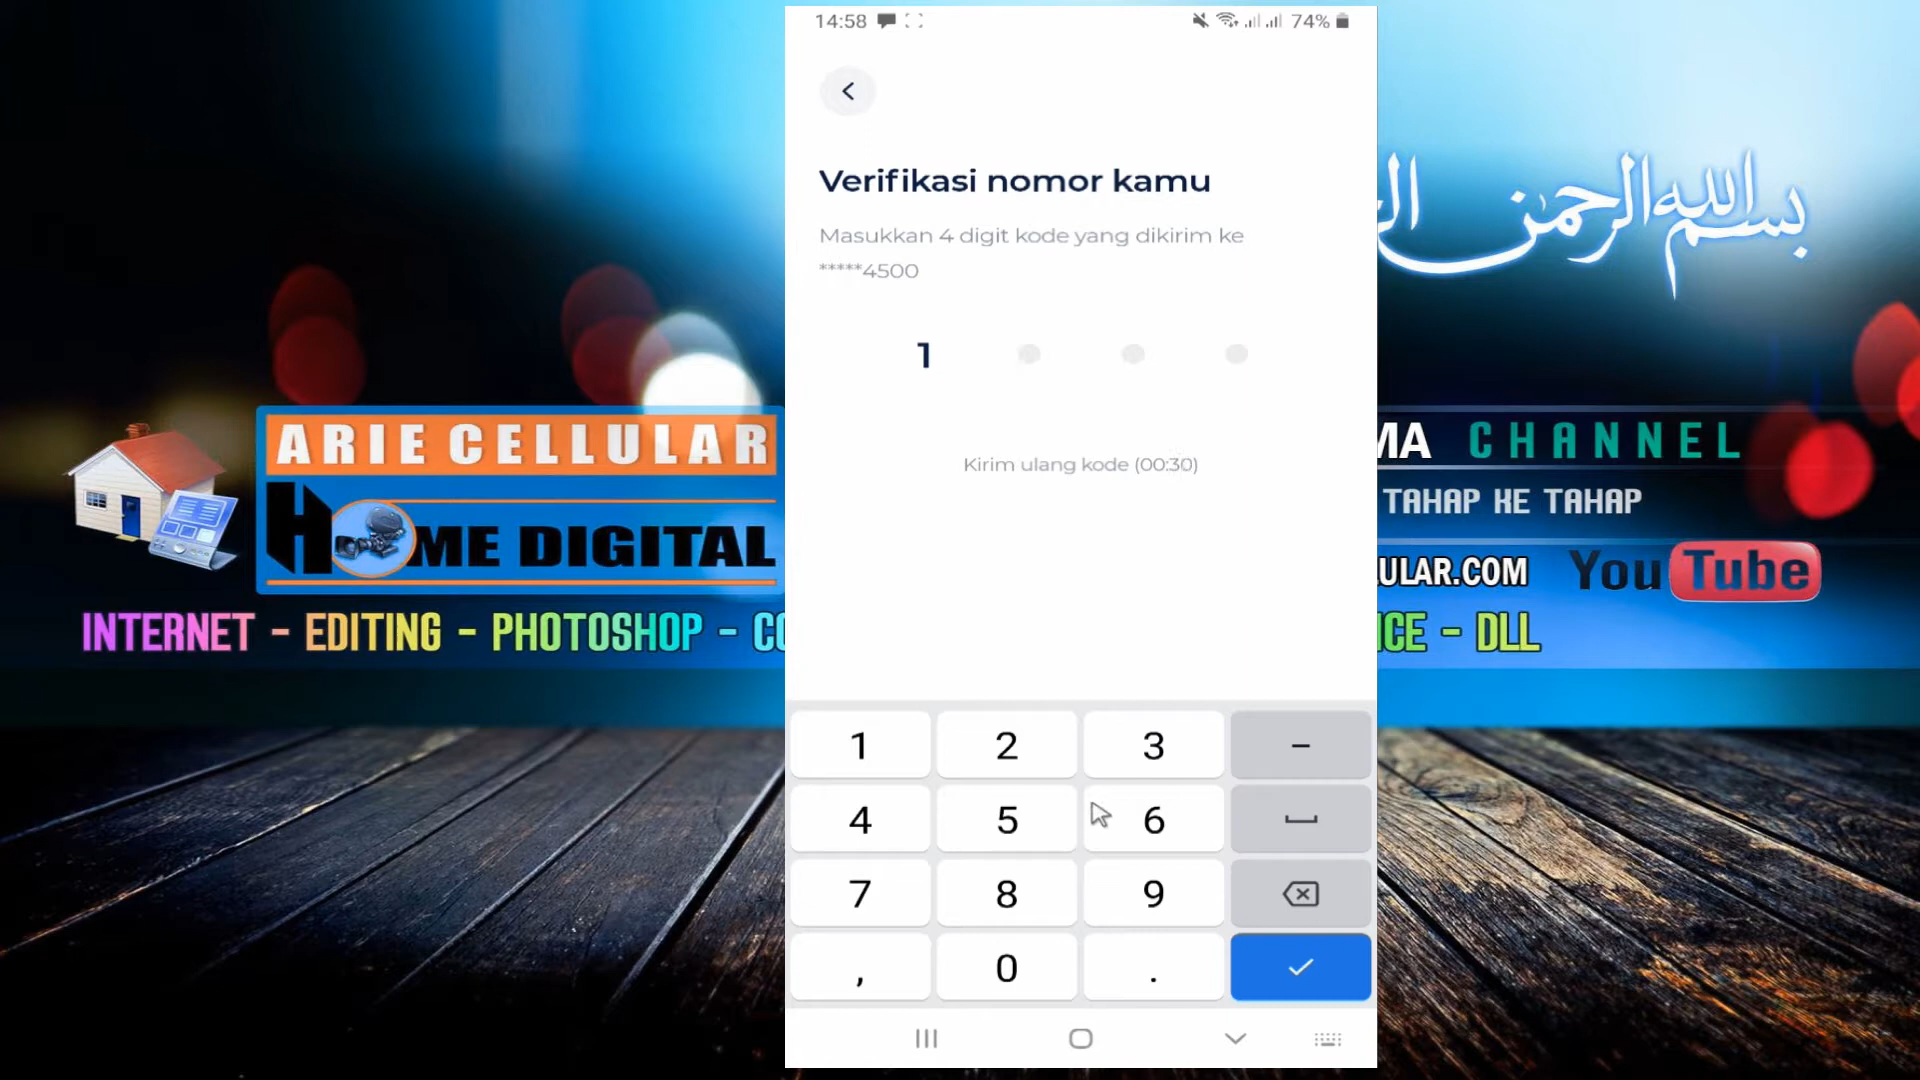 14:58
74%
Verifikasi nomor kamu
Masukkan 4 digit kode yang dikirim ke
*****4500
1
Kirim ulang kode (00:30)
بسم الله الرحمن
ARIE CELLULAR
HOME DIGITAL
INTERNET - EDITING - PHOTOSHOP - CO
MA CHANNEL
TAHAP KE TAHAP
ULAR.COM
YouTube
ICE - DLL
1 2 3 -
4 5 6
7 8 9
, 0 .